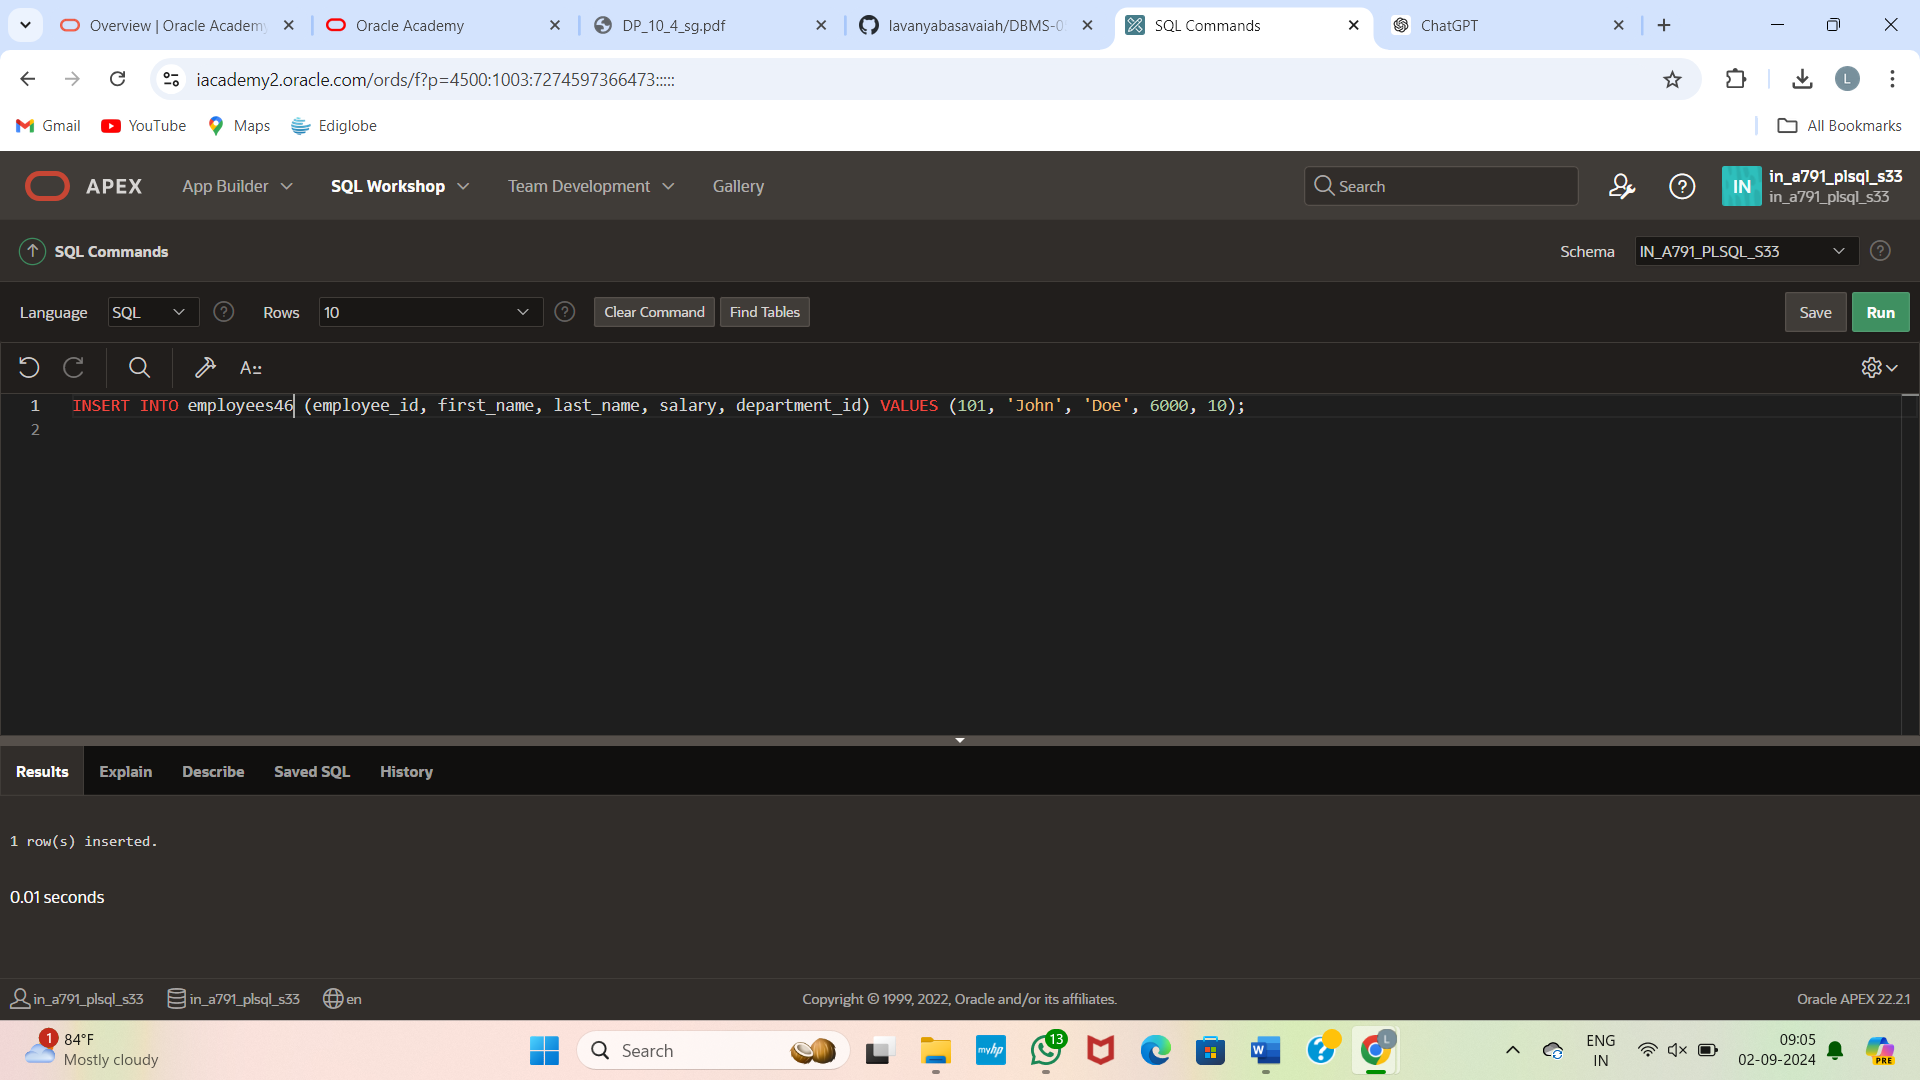 Overview | Oracle Academy
Oracle Academy
DP_10_4_sg.pdf
lavanyabasavaiah/DBMS-0
SQL Commands
ChatGPT
iacademy2.oracle.com/ords/f?p=4500:1003:7274597366473:::::
L
Gmail
YouTube
Maps
Ediglobe
All Bookmarks
APEX
App Builder
SQL Workshop
Team Development
Gallery
Search
IN
in_a791_plsql_s33
in_a791_plsql_s33
SQL Commands
Schema
IN_A791_PLSQL_S33
Language
SQL
Rows
10
Clear Command
Find Tables
Save
Run
A::
1 INSERT INTO employees46 (employee_id, first_name, last_name, salary, department_id) VALUES (101, 'John', 'Doe', 6000, 10);
2
Results
Explain
Describe
Saved SQL
History
1 row(s) inserted.
0.01 seconds
in_a791_plsql_s33
in_a791_plsql_s33
en
Copyright © 1999, 2022, Oracle and/or its affiliates.
Oracle APEX 22.2.1
1
84°F
Mostly cloudy
Search
myhp
13
W
L
ENG
IN
09:05
02-09-2024
PRE